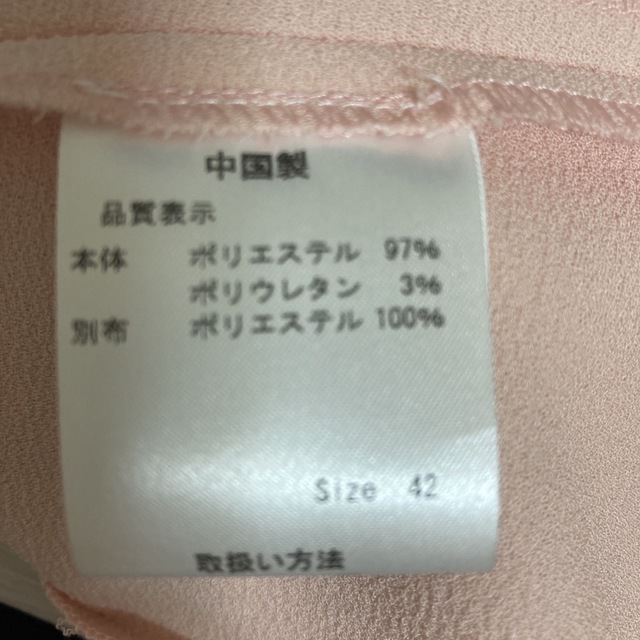 中国製
品質表示
本体 ポリエステル 97%
ポリウレタン 3%
別布 ポリエステル 100%
Size 42
取扱い方法